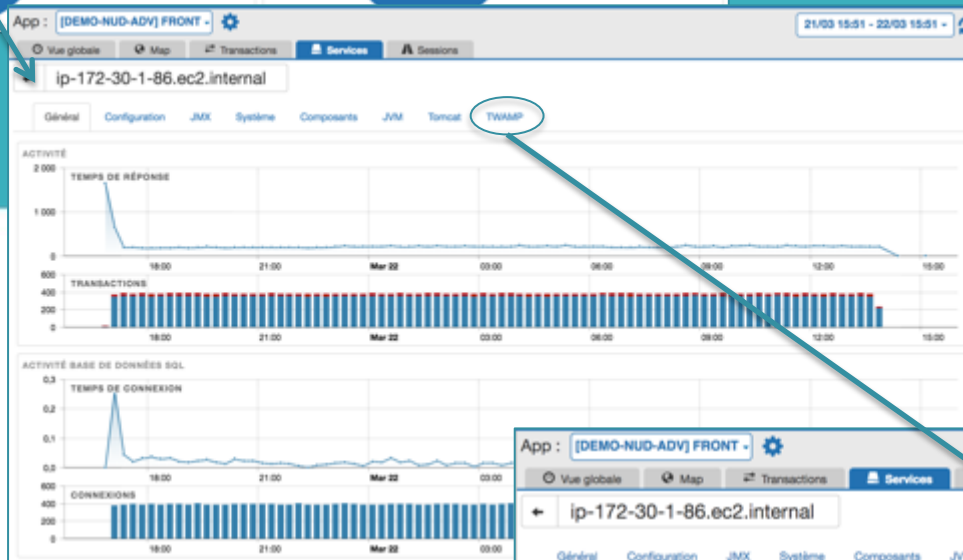 App : [DEMO-NUD-ADV] FRONT
21/03 15:51 - 22/03 15:51
Vue globale Map Transactions Services Sessions
ip-172-30-1-86.ec2.internal
Général Configuration JMX Système Composants JVM Tomcat TWAMP
ACTIVITÉ
TEMPS DE RÉPONSE
2 000
1 000
0
18:00 21:00 Mar 22 03:00 06:00 09:00 12:00 15:00
TRANSACTIONS
600
400
200
0
18:00 21:00 Mar 22 03:00 06:00 09:00 12:00 15:00
ACTIVITÉ BASE DE DONNÉES SQL
TEMPS DE CONNEXION
0,3
0,2
0,1
0,0
18:00 21:00 Mar 22 03:00
CONNEXIONS
600
400
200
0
18:00 21:00 Mar 22 03:00
App : [DEMO-NUD-ADV] FRONT
Vue globale Map Transactions Services
ip-172-30-1-86.ec2.internal
Général Configuration JMX Système Composants